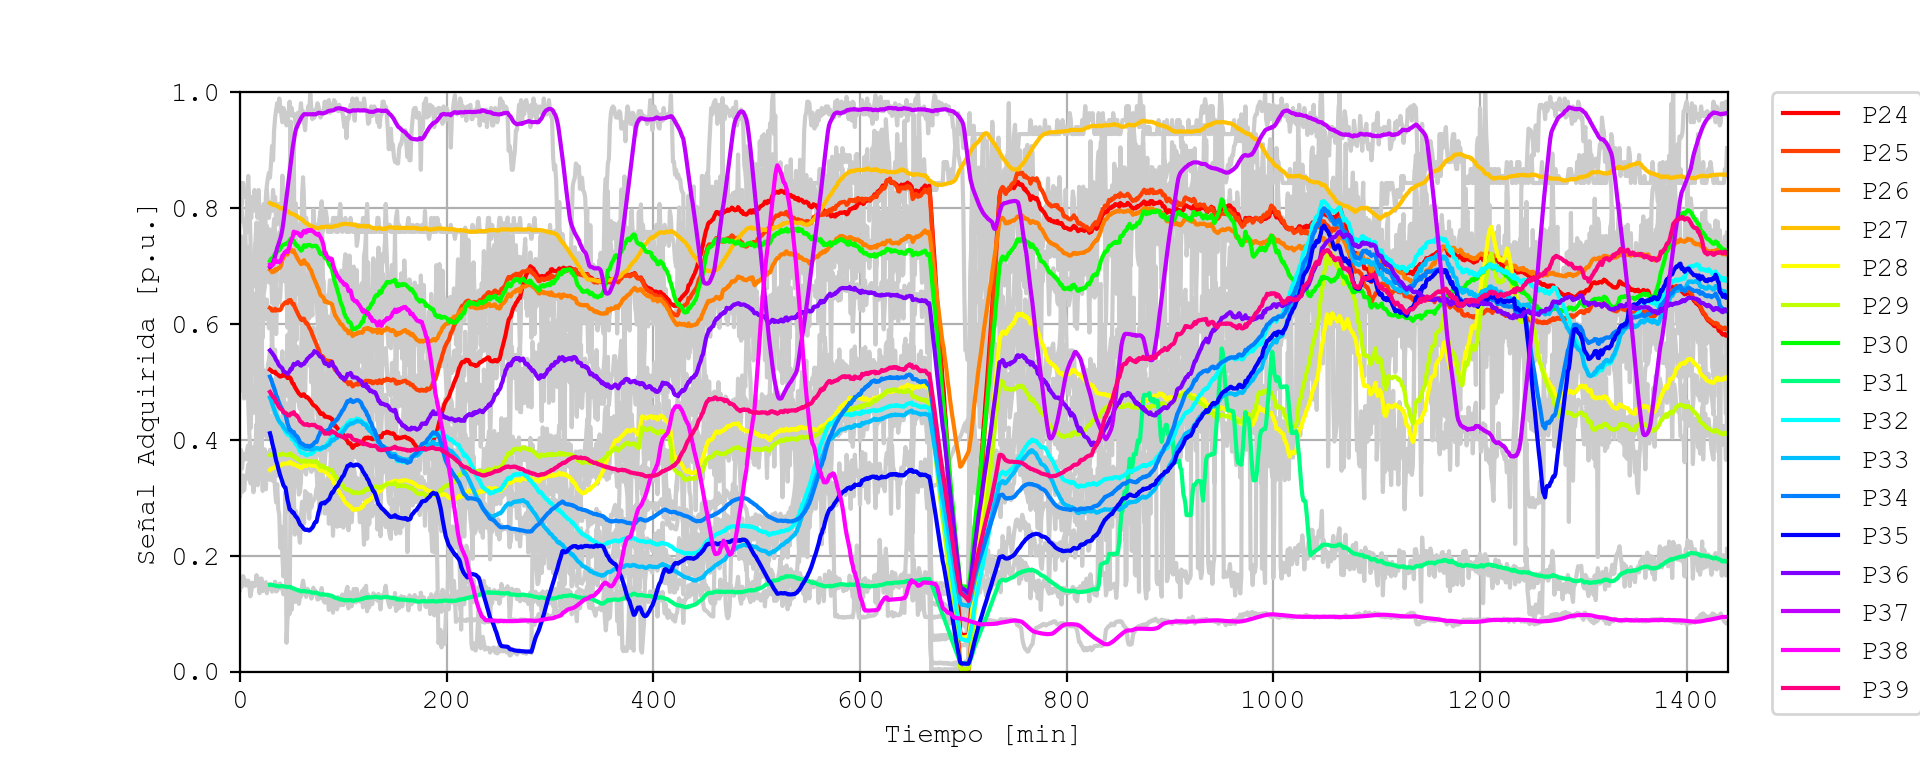 1.0
0.8
0.6
0.4
0.2
0.0
Señal Adquirida [p.u.]
0 200 400 600 800 1000 1200 1400
Tiempo [min]
P24
P25
P26
P27
P28
P29
P30
P31
P32
P33
P34
P35
P36
P37
P38
P39